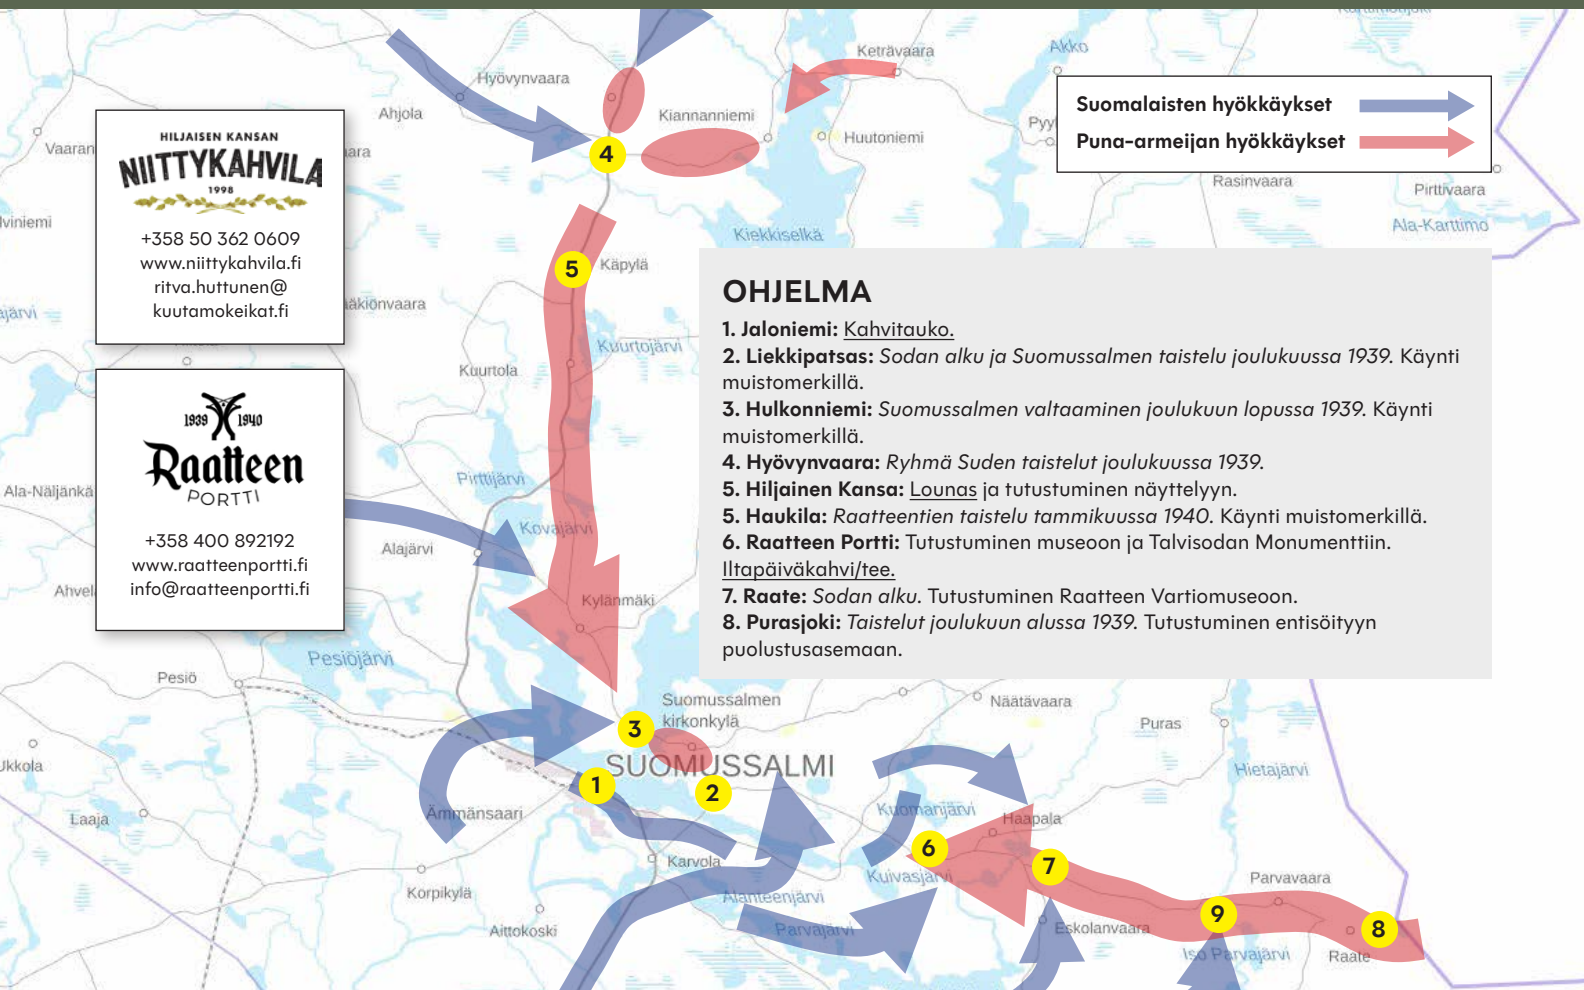 Akko
Keträvaara
Hyövynvaara
Ahjola
Kiannanniemi
Huutoniemi
Suomalaisten hyökkäykset
Puna-armeijan hyökkäykset
Rasinvaara
Pirttivaara
Ala-Karttimo
Kiekkiselkä
HILJAISEN KANSAN
NIITTYKAHVILA
1998
+358 50 362 0609
www.niittykahvila.fi
ritva.huttunen@
kuutamokeikat.fi
4
5
Käpylä
Kuurtojärvi
Kuurtola
1939 1940
Raatteen
PORTTI
+358 400 892192
www.raatteenportti.fi
info@raatteenportti.fi
OHJELMA
1. Jaloniemi: Kahvitauko.
2. Liekkipatsas: Sodan alku ja Suomussalmen taistelu joulukuussa 1939. Käynti
muistomerkillä.
3. Hulkonniemi: Suomussalmen valtaaminen joulukuun lopussa 1939. Käynti
muistomerkillä.
4. Hyövynvaara: Ryhmä Suden taistelut joulukuussa 1939.
5. Hiljainen Kansa: Lounas ja tutustuminen näyttelyyn.
5. Haukila: Raatteentien taistelu tammikuussa 1940. Käynti muistomerkillä.
6. Raatteen Portti: Tutustuminen museoon ja Talvisodan Monumenttiin.
Iltapäiväkahvi/tee.
7. Raate: Sodan alku. Tutustuminen Raatteen Vartiomuseoon.
8. Purasjoki: Taistelut joulukuun alussa 1939. Tutustuminen entisöityyn
puolustusasemaan.
Ala-Näljänkä
Pirttijärvi
Kovajärvi
Alajärvi
Kylänmäki
Pesiöjärvi
Pesiö
Suomussalmen
kirkonkylä
Näätävaara
Puras
3
SUOMUSSALMI
Hietajärvi
1
2
Ämmänsaari
Laaja
Kuomanjärvi
Haapala
6
7
Karvola
Kuivasjärvi
Parvavaara
Korpikylä
Alanteenjärvi
9
8
Aittokoski
Parvajärvi
Eskolanvaara
Iso Parvajärvi
Raate